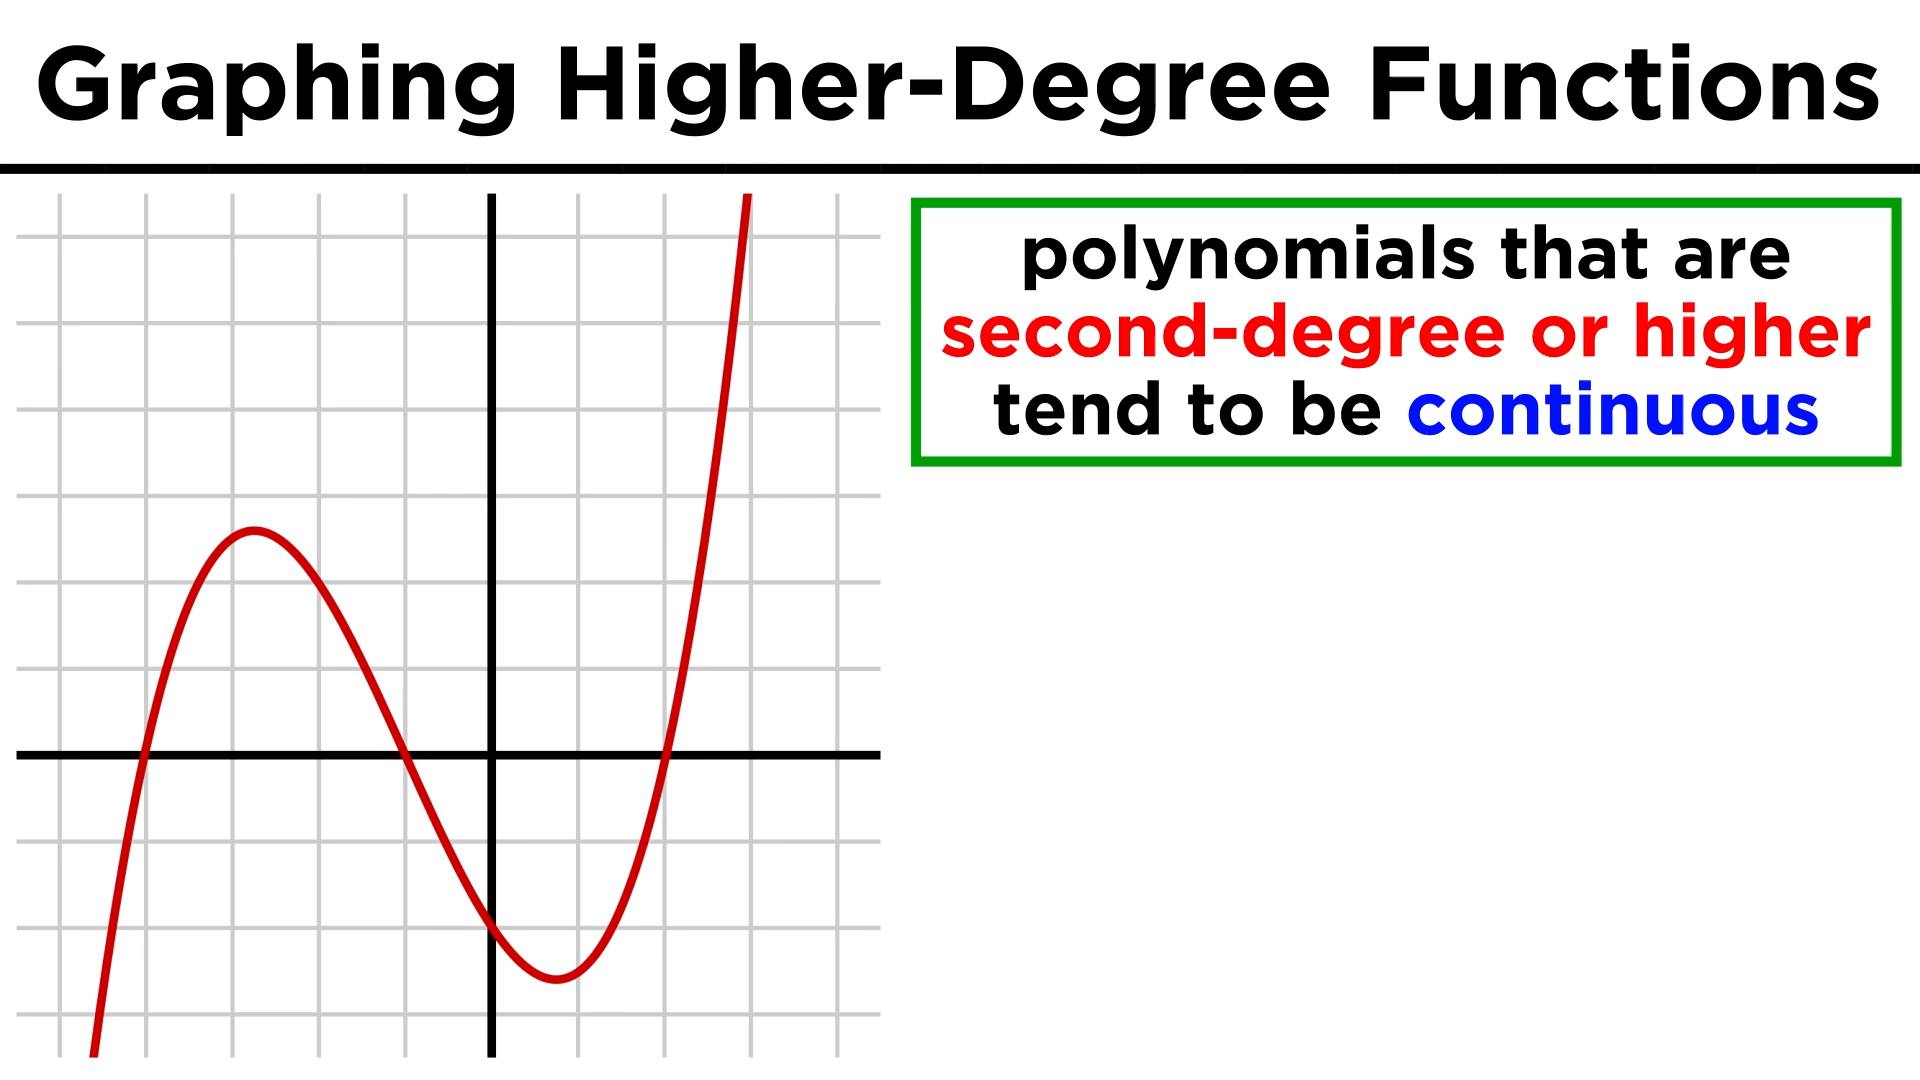 Graphing Higher-Degree Functions
polynomials that are
second-degree or higher
tend to be continuous